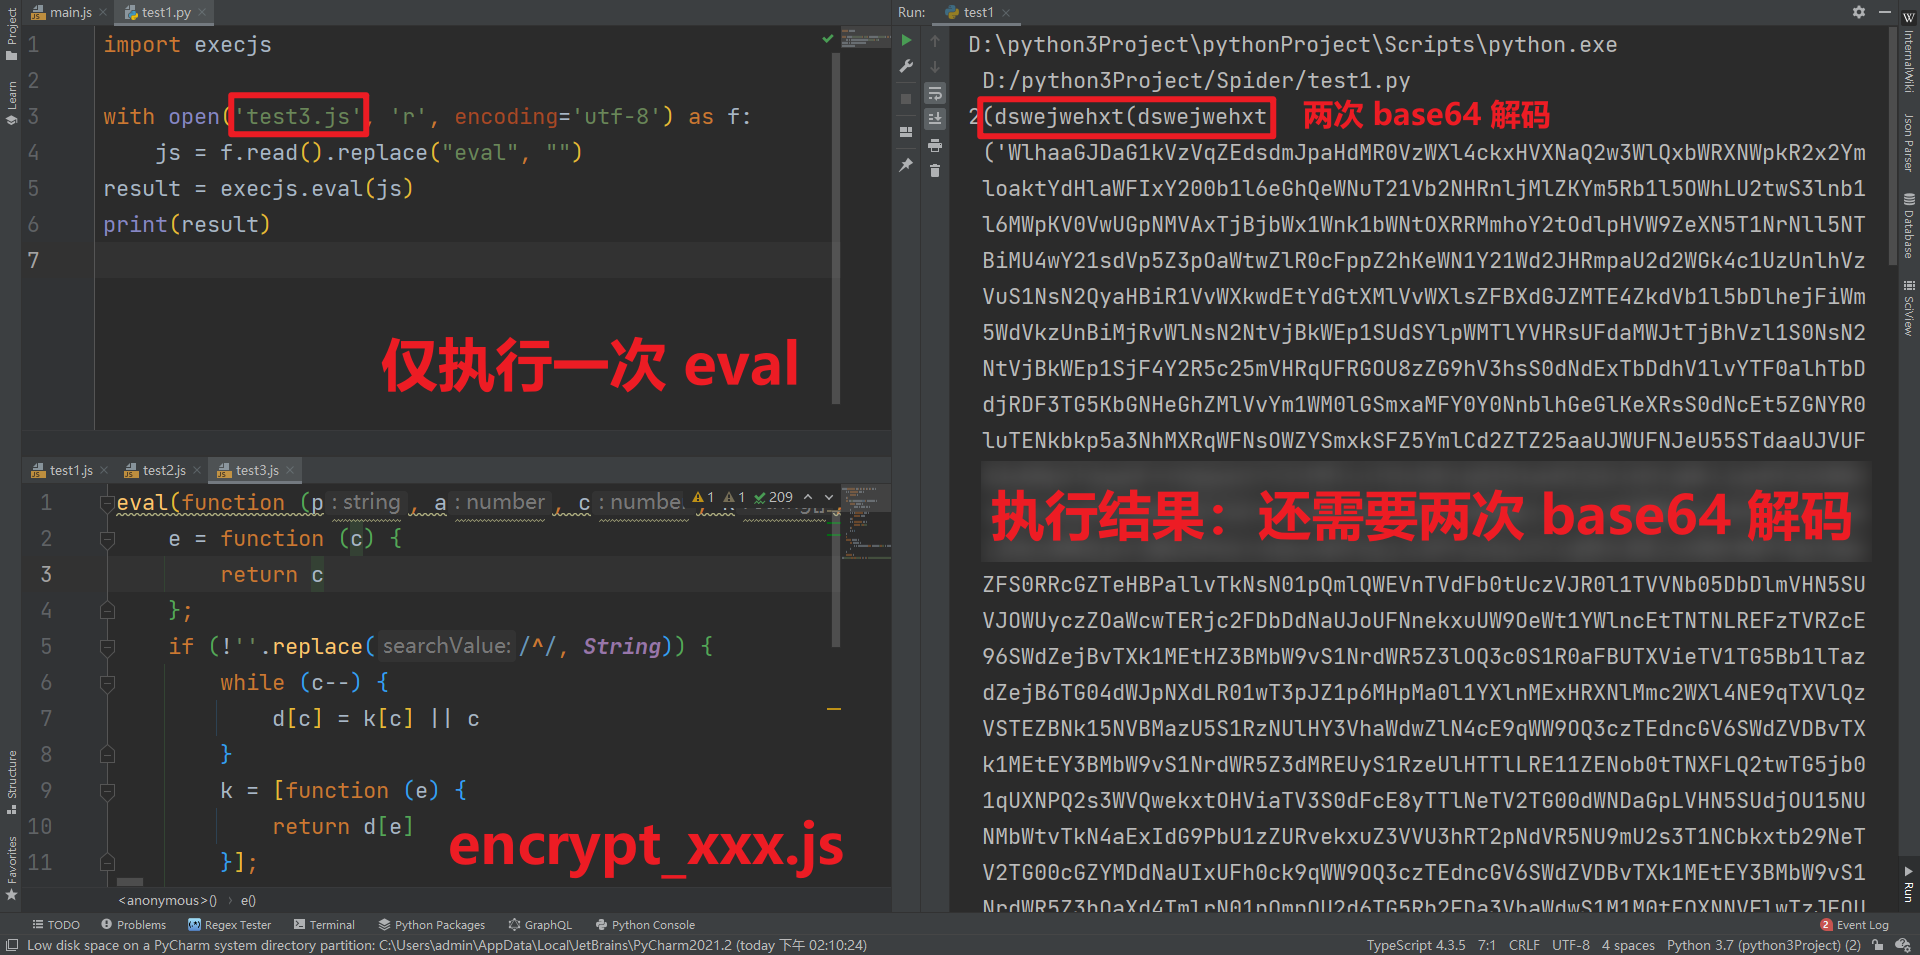 main.js
test1.py
1 import execjs
2
3 with open('test3.js', 'r', encoding='utf-8') as f:
4 js = f.read().replace("eval", "")
5 result = execjs.eval(js)
6 print(result)
7
仅执行一次 eval
test1.js
test2.js
test3.js
1 eval(function (p : string , a : number , c : number
1 1 209
2 e = function (c) {
3 return c
4 };
5 if (!''.replace( searchValue: /^/, String)) {
6 while (c--) {
7 d[c] = k[c] || c
8 }
9 k = [function (e) {
10 return d[e]
11 }];
encrypt_xxx.js
<anonymous>() › e()
Run: test1
D:\python3Project\pythonProject\Scripts\python.exe
D:/python3Project/Spider/test1.py
2(dswejwehxt(dswejwehxt
两次 base64 解码
('WlhaaGJDaG1kVzVqZEdsdmJpaHdMR0VzWXl4ckxHVXNaQ2w3WlQxbWRXNWpkR2x2Ym
loaktYdHlaWFIxY200b1l6eGhQeWNuT21Vb2NHRnljMlZKYm5Rb1l5OWhLU2twS3lnb1
l6MWpKV0VwUGpNMVAxTjBjbWx1Wnk1bWNtOXRRMmhoY2tOdlpHVW9ZeXN5T1NrNll5NT
BiMU4wY21sdVp5Z3pOaWtwZlR0cFppZ2hKeWN1Y21Wd2JHRmpaU2d2WGk4c1UzUnlhVz
VuS1NsN2QyaHBiR1VvWXkwdEtYdGtXMlVvWXlsZFBXdGJZMTE4ZkdVb1l5bDlhejFiWm
5WdVkzUnBiMjRvWlNsN2NtVjBkWEp1SUdSYlpWMTlYVHRsUFdaMWJtTjBhVzl1S0NsN2
NtVjBkWEp1SjF4Y2R5c25mVHRqUFRGOU8zZG9hV3hsS0dNdExTbDdhV1lvYTF0alhTbD
djRDF3TG5KbGNHeGhZMlVvYm1WM0lGSmxaMFY0Y0NnblhGeGlKeXRsS0dNcEt5ZGNYR0
luTENkbkp5a3NhMXRqWFNsOWZYSmxkSFZ5YmlCd2ZTZ25aaUJWUFNJeU55STdaaUJVUF
执行结果：还需要两次 base64 解码
ZFS0RRcGZTeHBPallvTkNsN01pQmlQWEVnTVdFb0tUczVJR0l1TVVNb05DbDlmVHN5SU
VJOWUyczZOaWcwTERjc2FDbDdNaUJoUFNnekxuUW9OeWt1YWlncEtTNTNLREFzTVRZcE
96SWdZejBvTXk1MEtHZ3BMbW9vS1NrdWR5Z3lOQ3c0S1R0aFBUTXVieTV1TG5Bb1lTaz
dZejB6TG04dWJpNXdLR01wT3pJZ1p6MHpMa0l1YXlnMExHRXNlMmc2WXl4NE9qTXVlQz
VSTEZBNk15NVBMazU5S1RzNUlHY3VhaWdwZlN4cE9qWW9OQ3czTEdncGV6SWdZVDBvTX
k1MEtEY3BMbW9vS1NrdWR5Z3dMREUyS1RzeUlHTTlLRE11ZENob0tTNXFLQ2twTG5jb0
1qUXNPQ2s3WVQwekxtOHViaTV3S0dFcE8yTTlNeTV2TG00dWNDaGpLVHN5SUdjOU15NU
NMbWtvTkN4aExIdG9PbU1zZURvekxuZ3VVU3hRT2pNdVR5NU9mU2s3T1NCbkxtb29NeT
V2TG00cGZYMDdNaUIxUFh0ck9qWW9OQ3czTEdncGV6SWdZVDBvTXk1MEtEY3BMbW9vS1
TODO Problems Regex Tester Terminal Python Packages GraphQL Python Console
2 Event Log
Low disk space on a PyCharm system directory partition: C:\Users\admin\AppData\Local\JetBrains\PyCharm2021.2 (today 下午 02:10:24)
TypeScript 4.3.5 7:1 CRLF UTF-8 4 spaces Python 3.7 (python3Project) (2)
Project
Learn
Structure
Favorites
InternalWiki
Json Parser
Database
SciView
Run